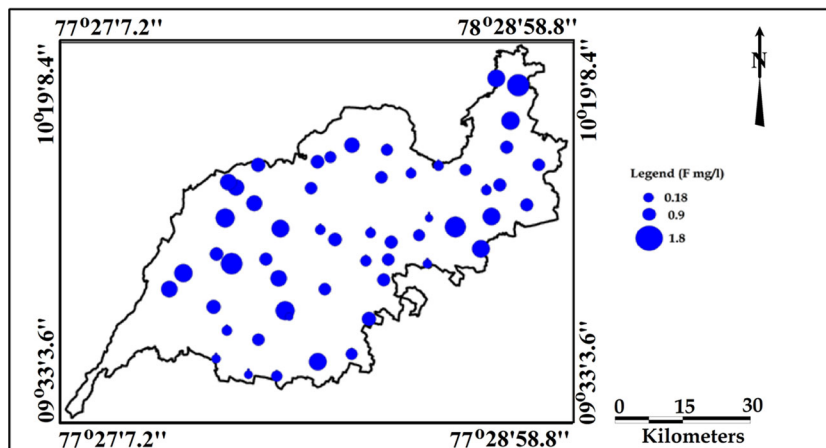 77⁰27'7.2'' 78⁰28'58.8''
10⁰19'8.4'' 10⁰19'8.4''
N
Legend (F mg/l)
0.18
0.9
1.8
09⁰33'3.6'' 09⁰33'3.6''
0 15 30
Kilometers
77⁰27'7.2'' 77⁰28'58.8''